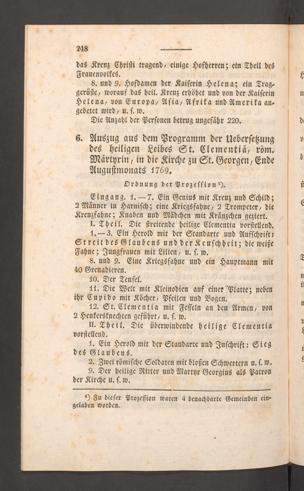 248
das Kreuz Christi tragend, einige Hofherren; ein Theil des
Frauenvolkes.
8. und 9. Hofdamen der Kaiserin Helena; ein Trag-
gerüste, worauf das heil. Kreuz erhöhet und von der Kaiserin
Helena, von Europa, Asia, Afrika und Amerika an-
gebetet wird, u. s. w.
Die Anzahl der Personen betrug ungefähr 220.
6. Auszug aus dem Programm der Uebersetzung
des heiligen Leibes St. Clementiä, röm.
Märtyrin, in die Kirche zu St. Georgen, Ende
Augustmonats 1769.
Ordnung der Prozession¹).
Eingang. 1.—7. Ein Genius mit Kreuz und Schild;
2 Männer in Harnisch; eine Kriegsfahne; 2 Trompeter, die
Kreuzfahne; Knaben und Mädchen mit Kränzchen geziert.
I. Theil. Die streitende heilige Clementia vorstellend.
1.—3. Ein Herold mit der Standarte und Aufschrift:
Streit des Glaubens und der Keuschheit; die weiße
Fahne; Jungfrauen mit Lilien, u. s. w.
8. und 9. Eine Kriegsfahne und ein Hauptmann mit
40 Grenadieren.
10. Der Teufel.
11. Die Welt mit Kleinodien auf einer Platte; neben
ihr Cupido mit Köcher, Pfeilen und Bogen.
12. St. Clementia mit Fesseln an den Armen, von
2 Henkersknechten geführt, u. s. w.
II. Theil. Die überwindende heilige Clementia
vorstellend.
1. Ein Herold mit der Standarte und Inschrift: Sieg
des Glaubens.
2. Zwei römische Soldaten mit bloßen Schwertern u. s. w.
9. Der heilige Ritter und Martyr Georgius als Patron
der Kirche u. s. w.
¹) Zu dieser Prozession waren 4 benachbarte Gemeinden ein-
geladen worden.